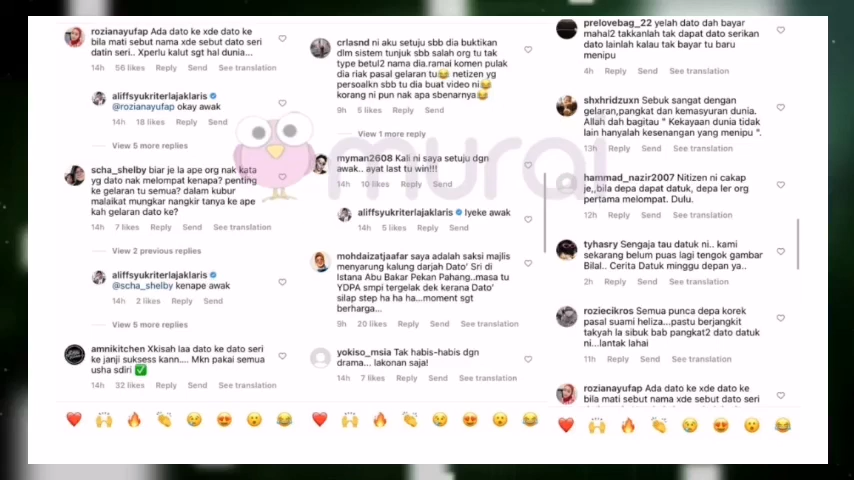 rozianayufap Ada dato ke xde dato ke
bila mati sebut nama xde sebut dato seri
datin seri.. Xperlu kalut sgt hal dunia...
14h 56 likes Reply Send See translation
aliffsyukriterlajaklaris
@rozianayufap okay awak
14h 18 likes Reply Send
View 5 more replies
scha_shelby biar je la ape org nak kata
yg dato nak melompat kenapa? penting
ke gelaran tu semua? dalam kubur
malaikat mungkar nangkir tanya ke ape
kah gelaran dato ke?
14h 7 likes Reply Send See translation
View 2 previous replies
aliffsyukriterlajaklaris
@scha_shelby kenape awak
14h 2 likes Reply Send
View 5 more replies
amnikitchen Xkisah laa dato ke dato seri
ke janji suksess kann.... Mkn pakai semua
usha sdiri ✅
14h 32 likes Reply Send See translation
❤️ 🙌 🔥 👏 😢 😍 😮 😂
crlasnd ni aku setuju sbb dia buktikan
dlm sistem tunjuk sbb salah org tu tak
type betul2 nama dia.ramai komen pulak
dia riak pasal gelaran tu😂 netizen yg
persoalkn sbb tu dia buat video ni😂
korang ni pun nak apa sbenarnya😂
9h 5 likes Reply Send
View 1 more reply
myman2608 Kali ni saya setuju dgn
awak.. ayat last tu win!!!
14h 10 likes Reply Send
aliffsyukriterlajaklaris Iyeke awak
14h 5 likes Reply Send
mohdaizatjaafar saya adalah saksi majlis
menyarung kalung darjah Dato' Sri di
Istana Abu Bakar Pekan Pahang..masa tu
YDPA smpi tergelak dek kerana Dato'
silap step ha ha ha...moment sgt
berharga...
9h 20 likes Reply Send See translation
yokiso_msia Tak habis-habis dgn
drama... lakonan saja!
14h 7 likes Reply Send See translation
❤️ 🙌 🔥 👏 😢 😍 😮 😂
prelovebag_22 yelah dato dah bayar
mahal2 takkanlah tak dapat dato serikan
dato lainlah kalau tak bayar tu baru
menipu
4h Reply Send See translation
shxhridzuxn Sebuk sangat dengan
gelaran,pangkat dan kemasyuran dunia.
Allah dah bagitau " Kekayaan dunia tidak
lain hanyalah kesenangan yang menipu ".
13h Reply Send See translation
hammad_nazir2007 Nitizen ni cakap
je,,bila depa dapat datuk, depa ler org
pertama melompat. Dulu.
12h Reply Send See translation
tyhasry Sengaja tau datuk ni.. kami
sekarang belum puas lagi tengok gambar
Bilal.. Cerita Datuk minggu depan ya..
2h Reply Send See translation
roziecikros Semua punca depa korek
pasal suami heliza...pastu berjangkit
takyah la sibuk bab pangkat2 dato datuk
ni...lantak lahai
11h Reply Send See translation
rozianayufap Ada dato ke xde dato ke
bila mati sebut nama xde sebut dato seri
❤️ 🙌 🔥 👏 😢 😍 😮 😂
murai